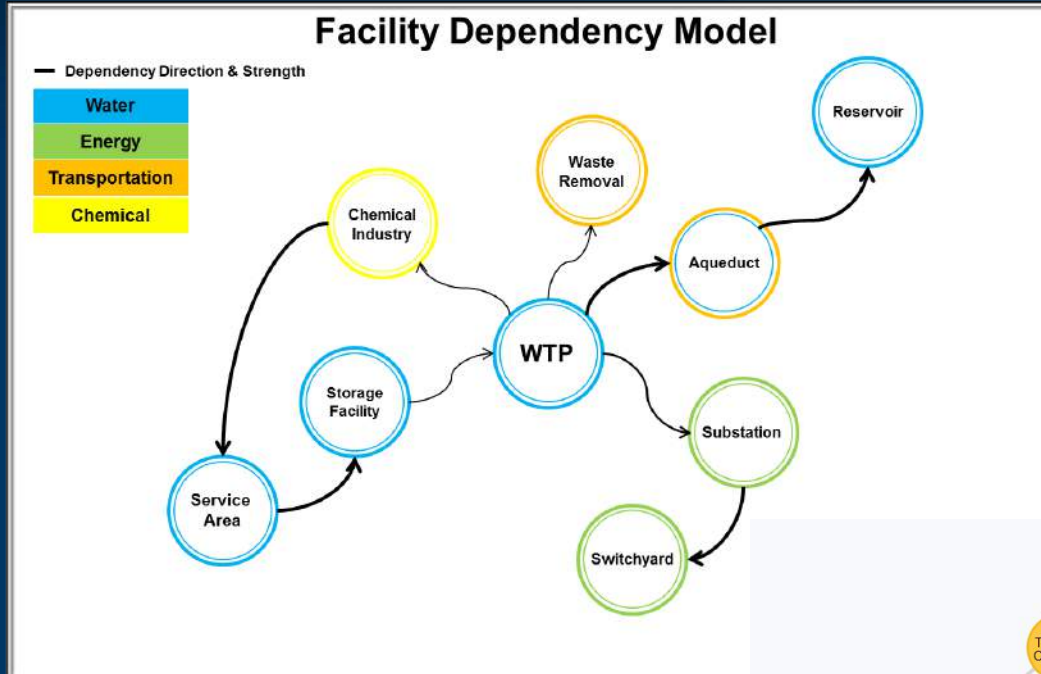 Facility Dependency Model
Dependency Direction & Strength
Water
Energy
Transportation
Chemical
Reservoir
Waste
Removal
Chemical
Industry
Aqueduct
WTP
Storage
Facility
Substation
Service
Area
Switchyard